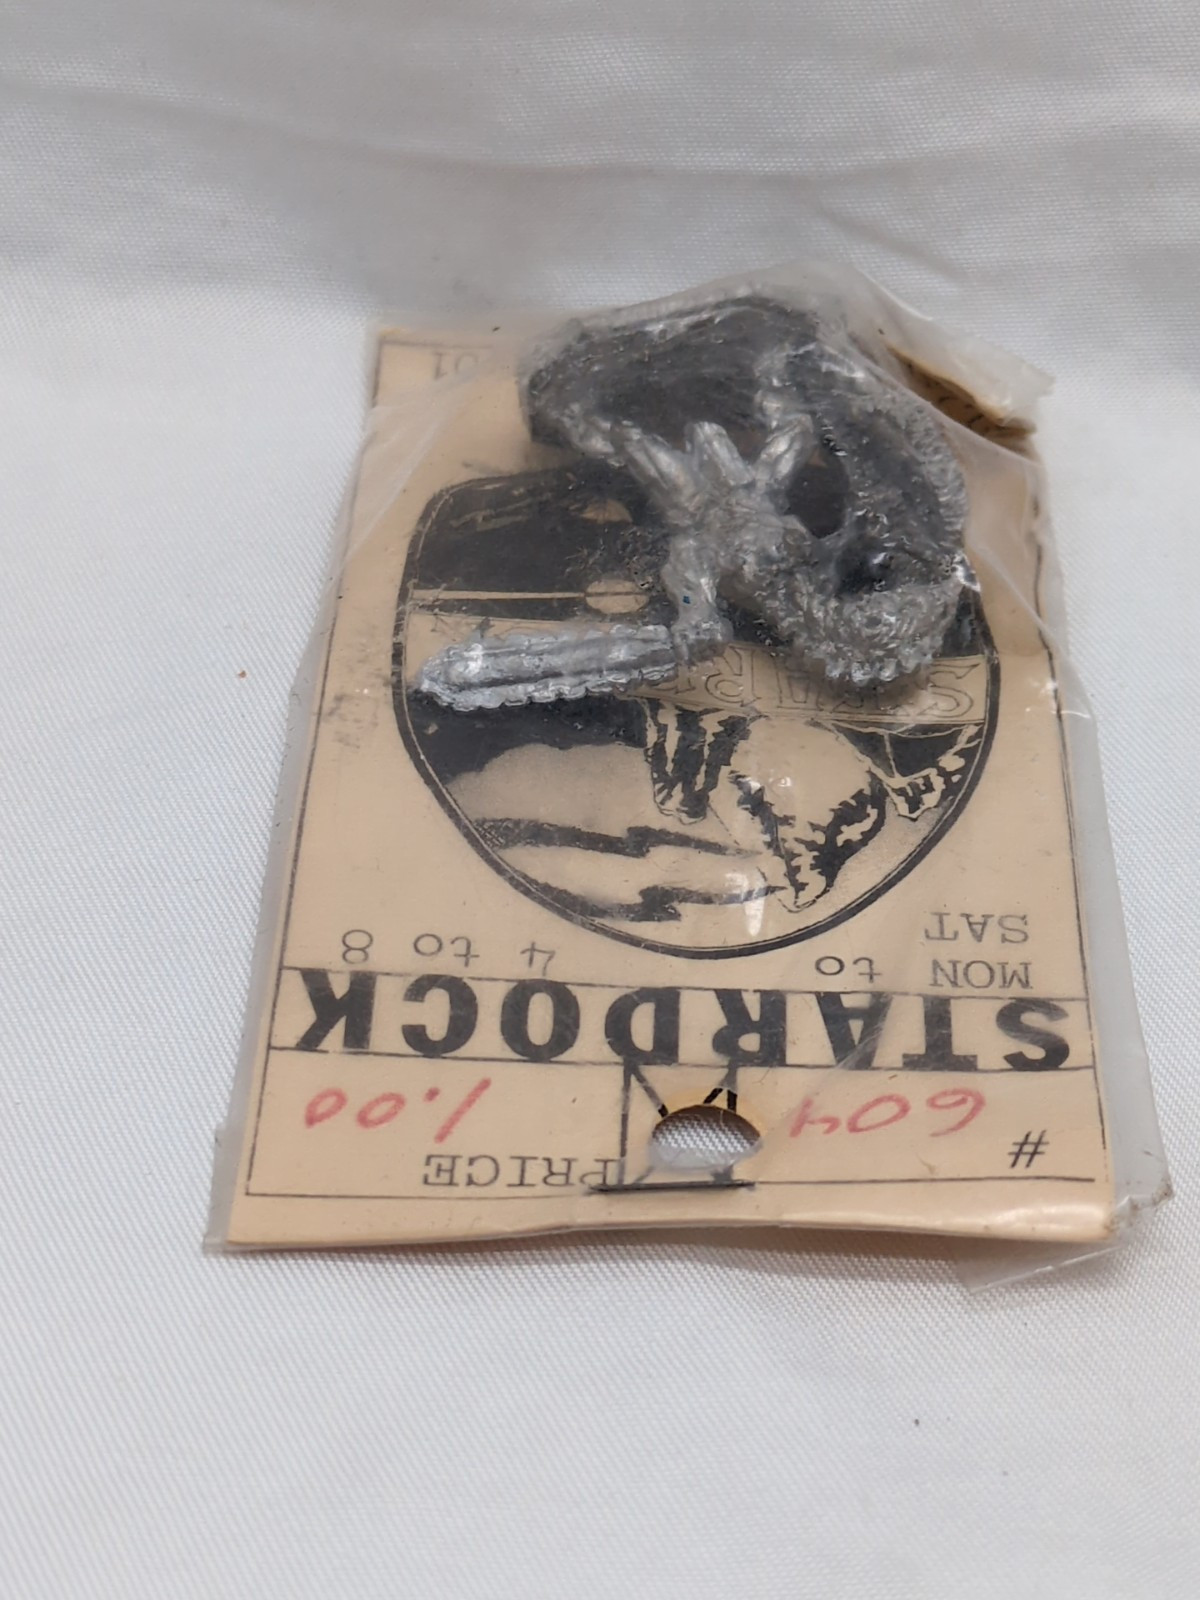 # PRICE
604 1.00
STARDOCK
MON to 4 to 8
SAT